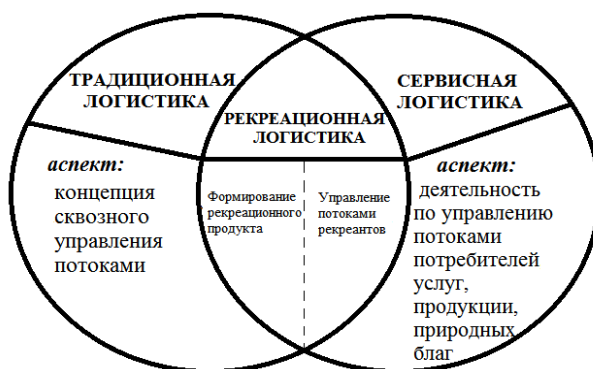 ТРАДИЦИОННАЯ
ЛОГИСТИКА
СЕРВИСНАЯ
ЛОГИСТИКА
РЕКРЕАЦИОННАЯ
ЛОГИСТИКА
аспект:
концепция
сквозного
управления
потоками
Формирование
рекреационного
продукта
Управление
потоками
рекреантов
аспект:
деятельность
по управлению
потоками
потребителей
услуг,
продукции,
природных
благ